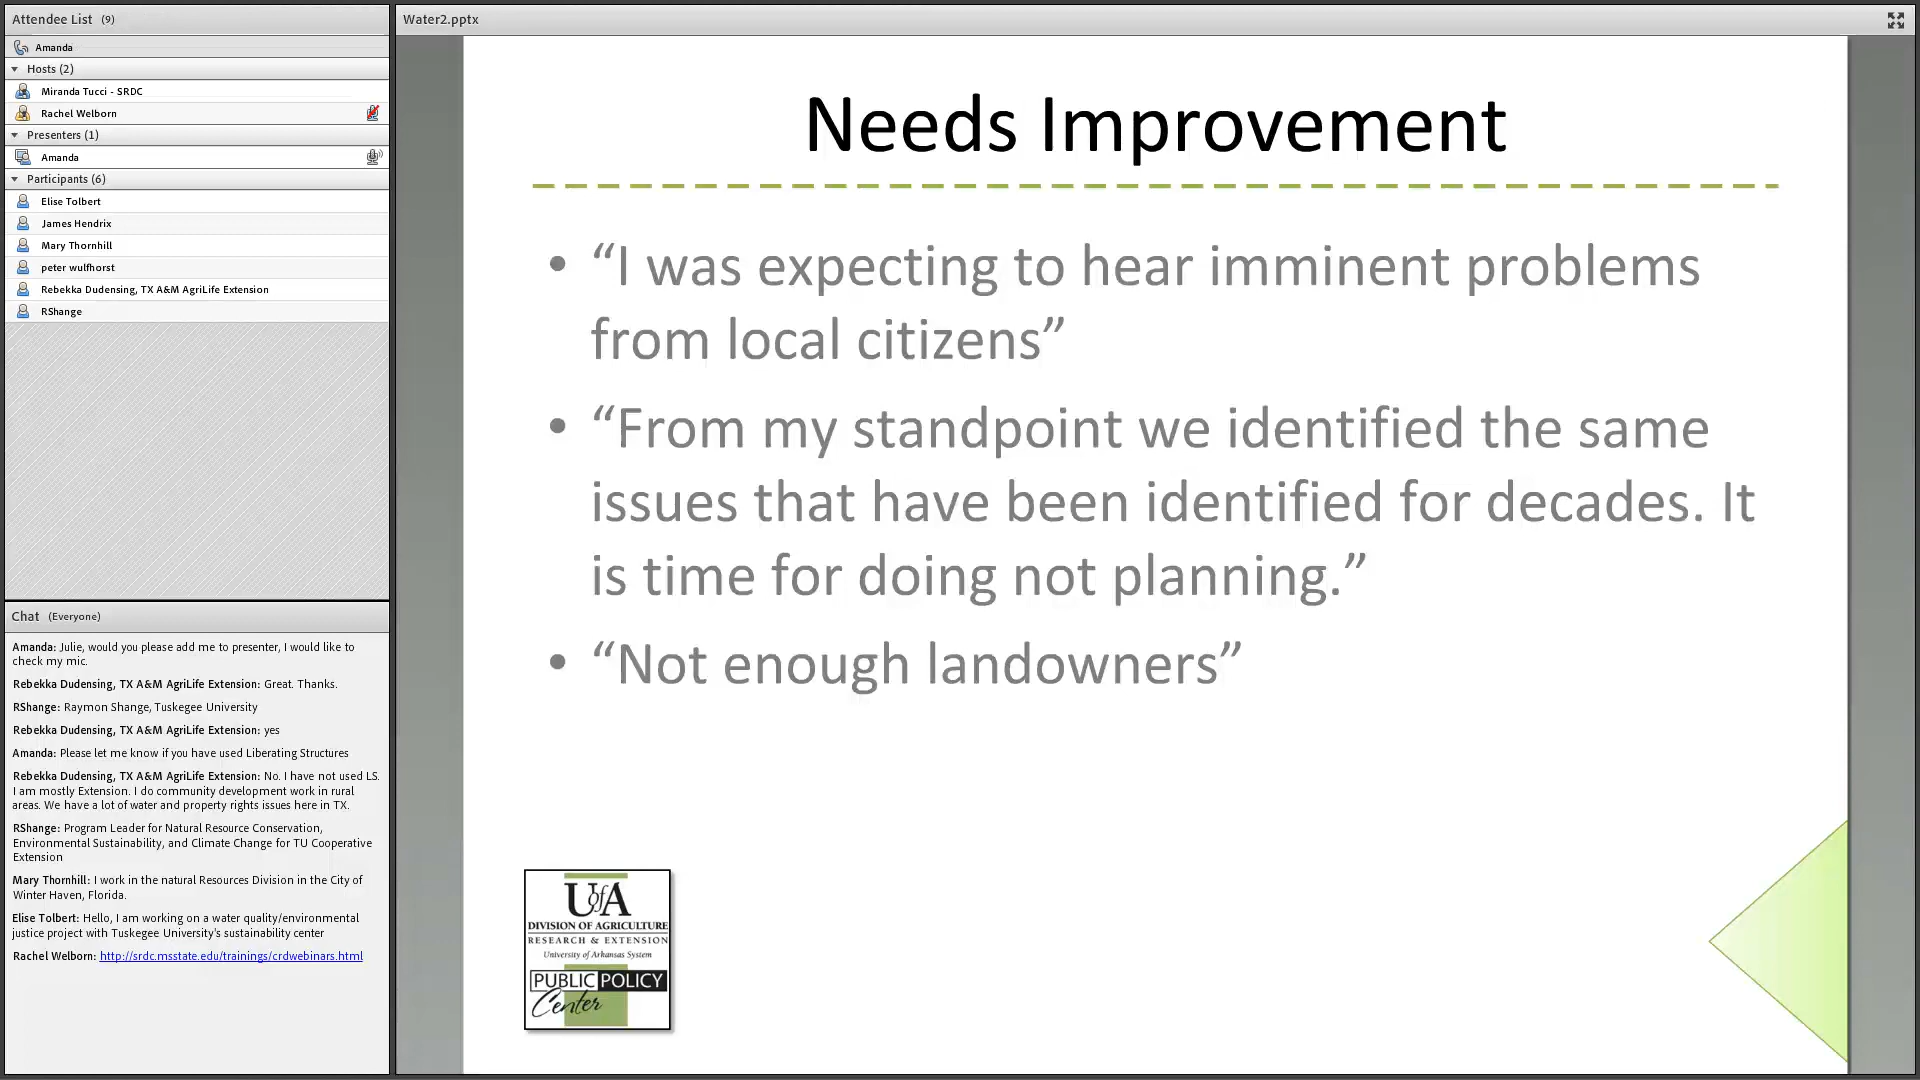 Attendee List (9)
Amanda
Hosts (2)
Miranda Tucci - SRDC
Rachel Welborn
Presenters (1)
Amanda
Participants (6)
Elise Tolbert
James Hendrix
Mary Thornhill
peter wulfhorst
Rebekka Dudensing, TX A&M AgriLife Extension
RShange
Chat (Everyone)
Amanda: Julie, would you please add me to presenter, I would like to
check my mic.
Rebekka Dudensing, TX A&M AgriLife Extension: Great. Thanks.
RShange: Raymon Shange, Tuskegee University
Rebekka Dudensing, TX A&M AgriLife Extension: yes
Amanda: Please let me know if you have used Liberating Structures
Rebekka Dudensing, TX A&M AgriLife Extension: No. I have not used LS.
I am mostly Extension. I do community development work in rural
areas. We have a lot of water and property rights issues here in TX.
RShange: Program Leader for Natural Resource Conservation,
Environmental Sustainability, and Climate Change for TU Cooperative
Extension
Mary Thornhill: I work in the natural Resources Division in the City of
Winter Haven, Florida.
Elise Tolbert: Hello, I am working on a water quality/environmental
justice project with Tuskegee University's sustainability center
Rachel Welborn: http://srdc.msstate.edu/trainings/crdwebinars.html
Water2.pptx
Needs Improvement
• “I was expecting to hear imminent problems
from local citizens”
• “From my standpoint we identified the same
issues that have been identified for decades. It
is time for doing not planning.”
• “Not enough landowners”
UofA
DIVISION OF AGRICULTURE
RESEARCH & EXTENSION
University of Arkansas System
PUBLIC POLICY
Center